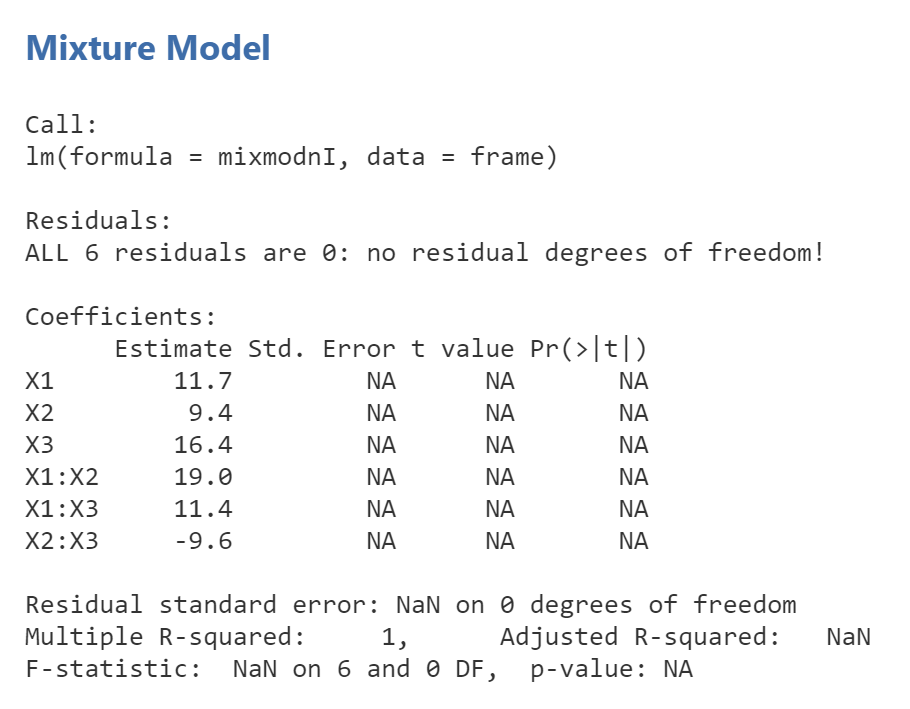 Mixture Model
Call:
lm(formula = mixmodnI, data = frame)
Residuals:
ALL 6 residuals are 0: no residual degrees of freedom!
Coefficients:
      Estimate Std. Error t value Pr(>|t|)
X1        11.7         NA      NA       NA
X2         9.4         NA      NA       NA
X3        16.4         NA      NA       NA
X1:X2     19.0         NA      NA       NA
X1:X3     11.4         NA      NA       NA
X2:X3     -9.6         NA      NA       NA
Residual standard error: NaN on 0 degrees of freedom
Multiple R-squared:     1,      Adjusted R-squared:   NaN
F-statistic:  NaN on 6 and 0 DF,  p-value: NA